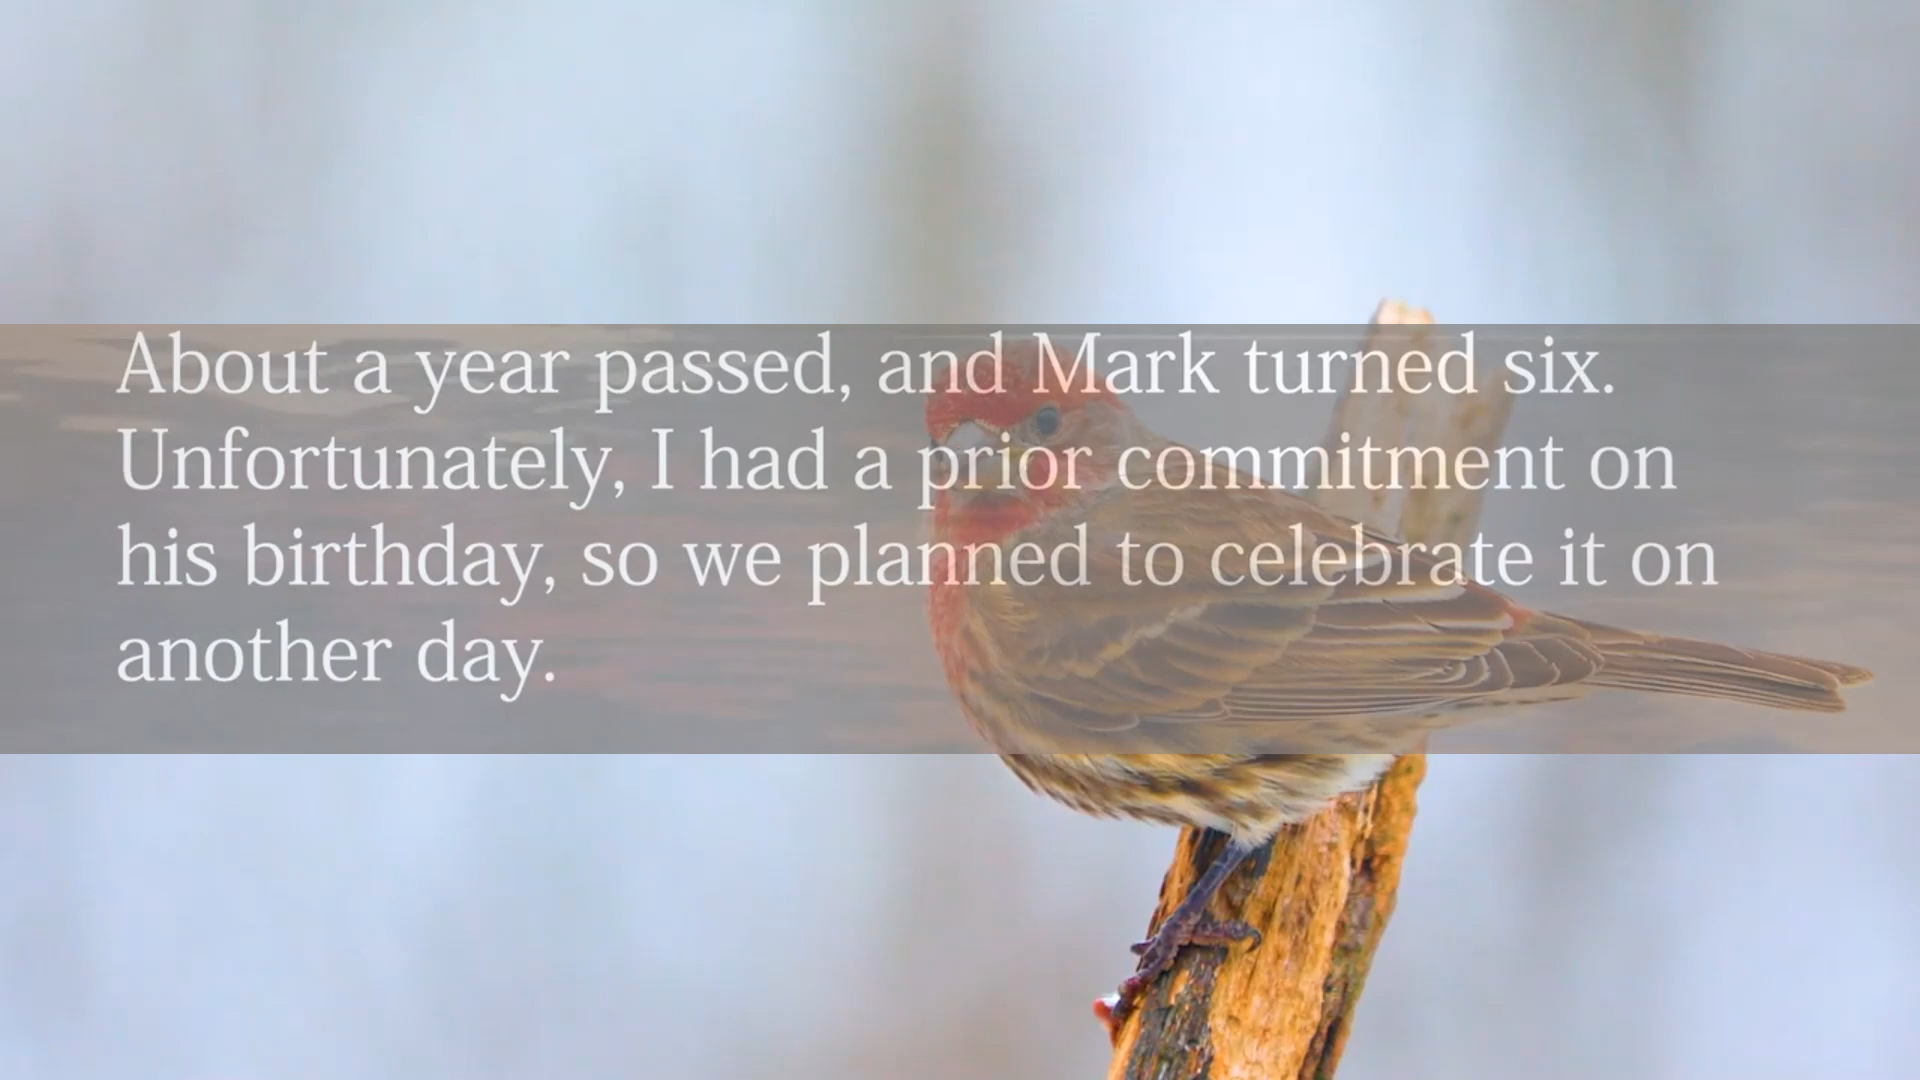 About a year passed, and Mark turned six.
Unfortunately, I had a prior commitment on
his birthday, so we planned to celebrate it on
another day.